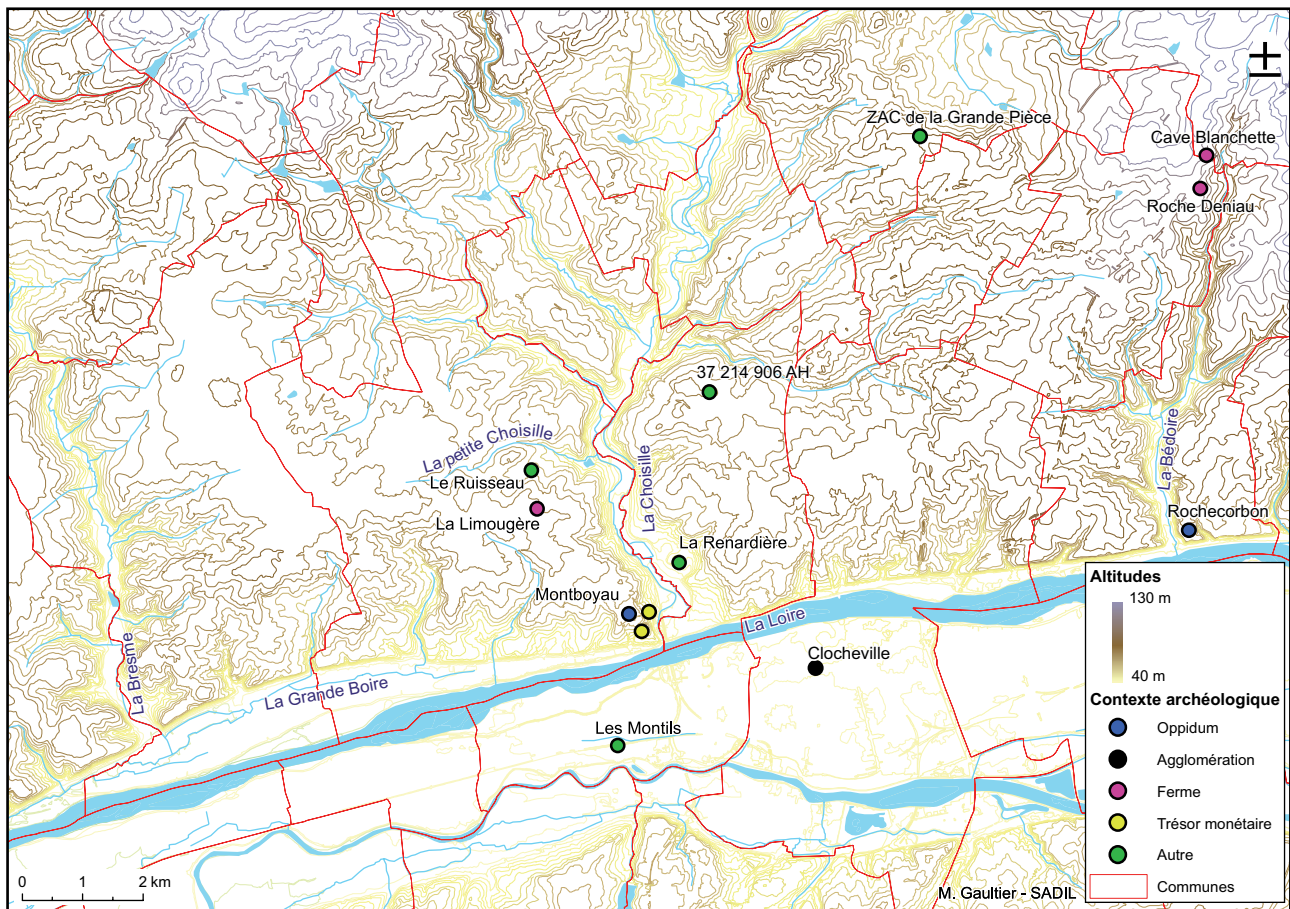 ZAC de la Grande Pièce
Cave Blanchette
Roche Deniau
37 214 906 AH
La petite Choisille
Le Ruisseau
La Limougère
La Choisille
La Bédoire
Rochecorbon
La Renardière
Montboyau
La Loire
Clocheville
La Bresme
La Grande Boire
Les Montils
Altitudes
130 m
40 m
Contexte archéologique
Oppidum
Agglomération
Ferme
Trésor monétaire
Autre
Communes
0 1 2 km
M. Gaultier - SADIL